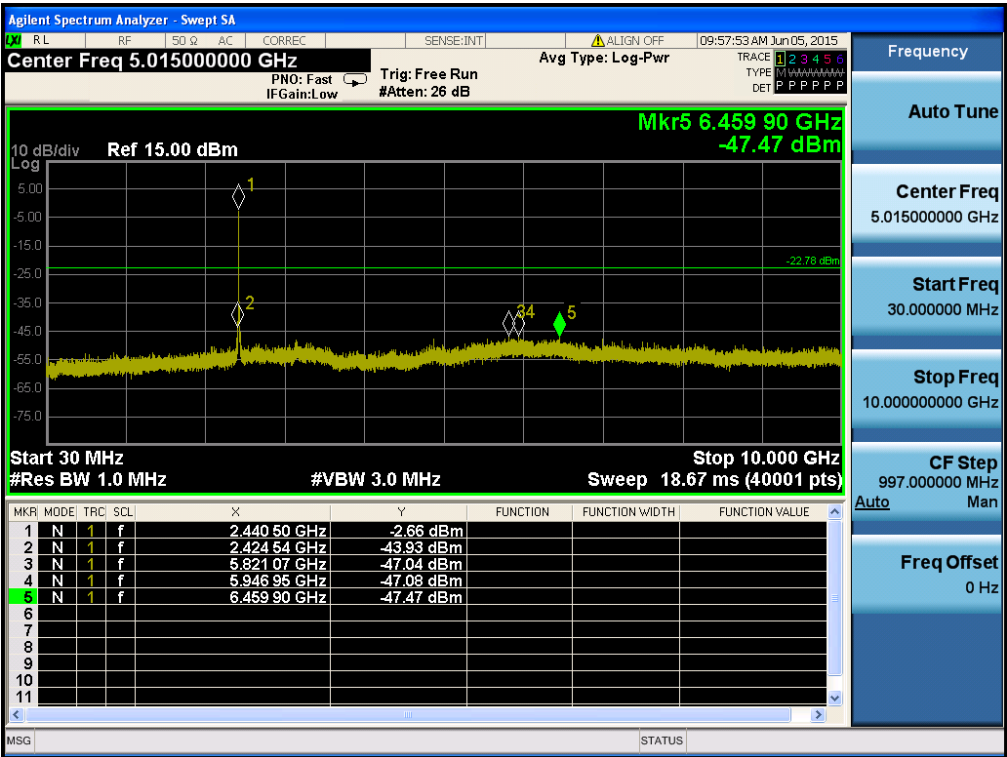 Agilent Spectrum Analyzer - Swept SA
LXI RL RF 50 Ω AC CORREC SENSE:INT ALIGN OFF 09:57:53 AM Jun 05, 2015
Center Freq 5.015000000 GHz
Avg Type: Log-Pwr
TRACE 1 2 3 4 5 6
PNO: Fast Trig: Free Run
TYPE M
IFGain:Low #Atten: 26 dB
DET P P P P P P
Mkr5 6.459 90 GHz
-47.47 dBm
10 dB/div Ref 15.00 dBm
Log
5.00
-5.00
-15.0
-25.0
-35.0
-45.0
-55.0
-65.0
-75.0
1
2
3 4
5
-22.78 dBm
Start 30 MHz Stop 10.000 GHz
#Res BW 1.0 MHz #VBW 3.0 MHz Sweep 18.67 ms (40001 pts)
MKR MODE TRC SCL X Y FUNCTION FUNCTION WIDTH FUNCTION VALUE
1 N 1 f 2.440 50 GHz -2.66 dBm
2 N 1 f 2.424 54 GHz -43.93 dBm
3 N 1 f 5.821 07 GHz -47.04 dBm
4 N 1 f 5.946 95 GHz -47.08 dBm
5 N 1 f 6.459 90 GHz -47.47 dBm
6
7
8
9
10
11
MSG STATUS
Frequency
Auto Tune
Center Freq
5.015000000 GHz
Start Freq
30.000000 MHz
Stop Freq
10.000000000 GHz
CF Step
997.000000 MHz
Auto Man
Freq Offset
0 Hz